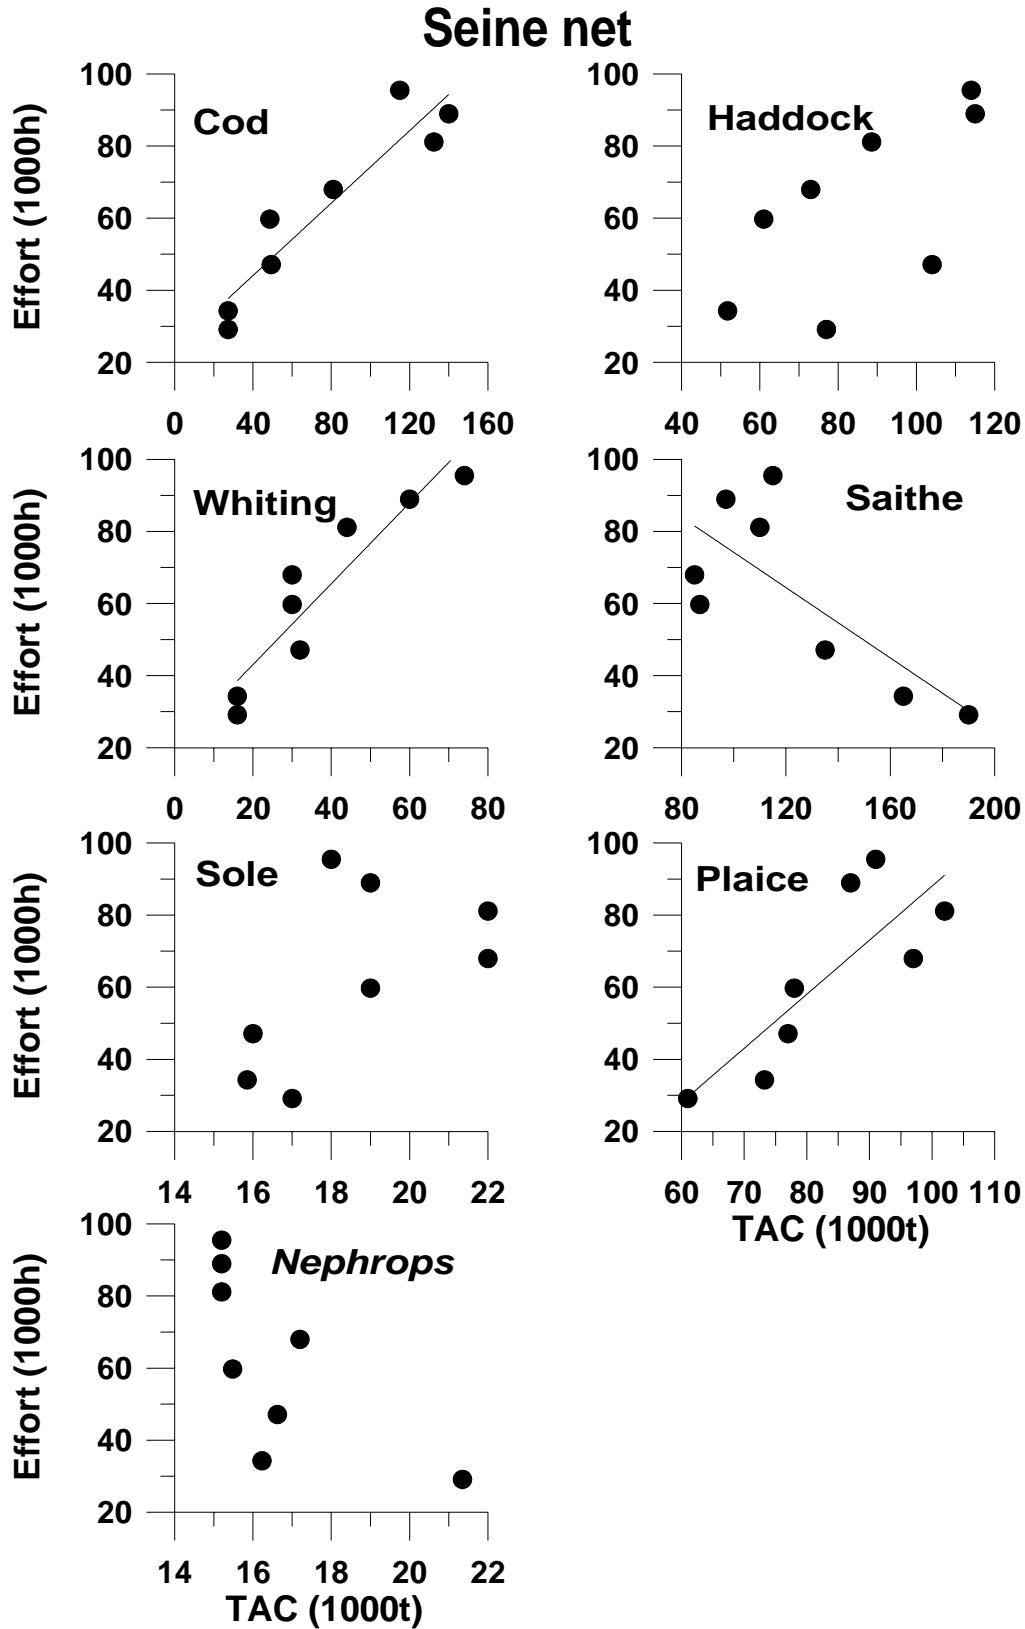 Seine net
Effort (1000h)
100
80
60
40
20
Cod
0 40 80 120 160
100
80
60
40
20
Haddock
40 60 80 100 120
Effort (1000h)
100
80
60
40
20
Whiting
0 20 40 60 80
100
80
60
40
20
Saithe
80 120 160 200
Effort (1000h)
100
80
60
40
20
Sole
14 16 18 20 22
100
80
60
40
20
Plaice
60 70 80 90 100 110
TAC (1000t)
Effort (1000h)
100
80
60
40
20
Nephrops
14 16 18 20 22
TAC (1000t)